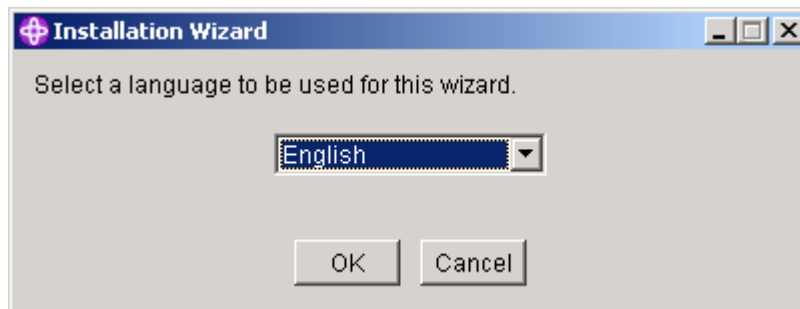 Installation Wizard
Select a language to be used for this wizard.
English
OK Cancel